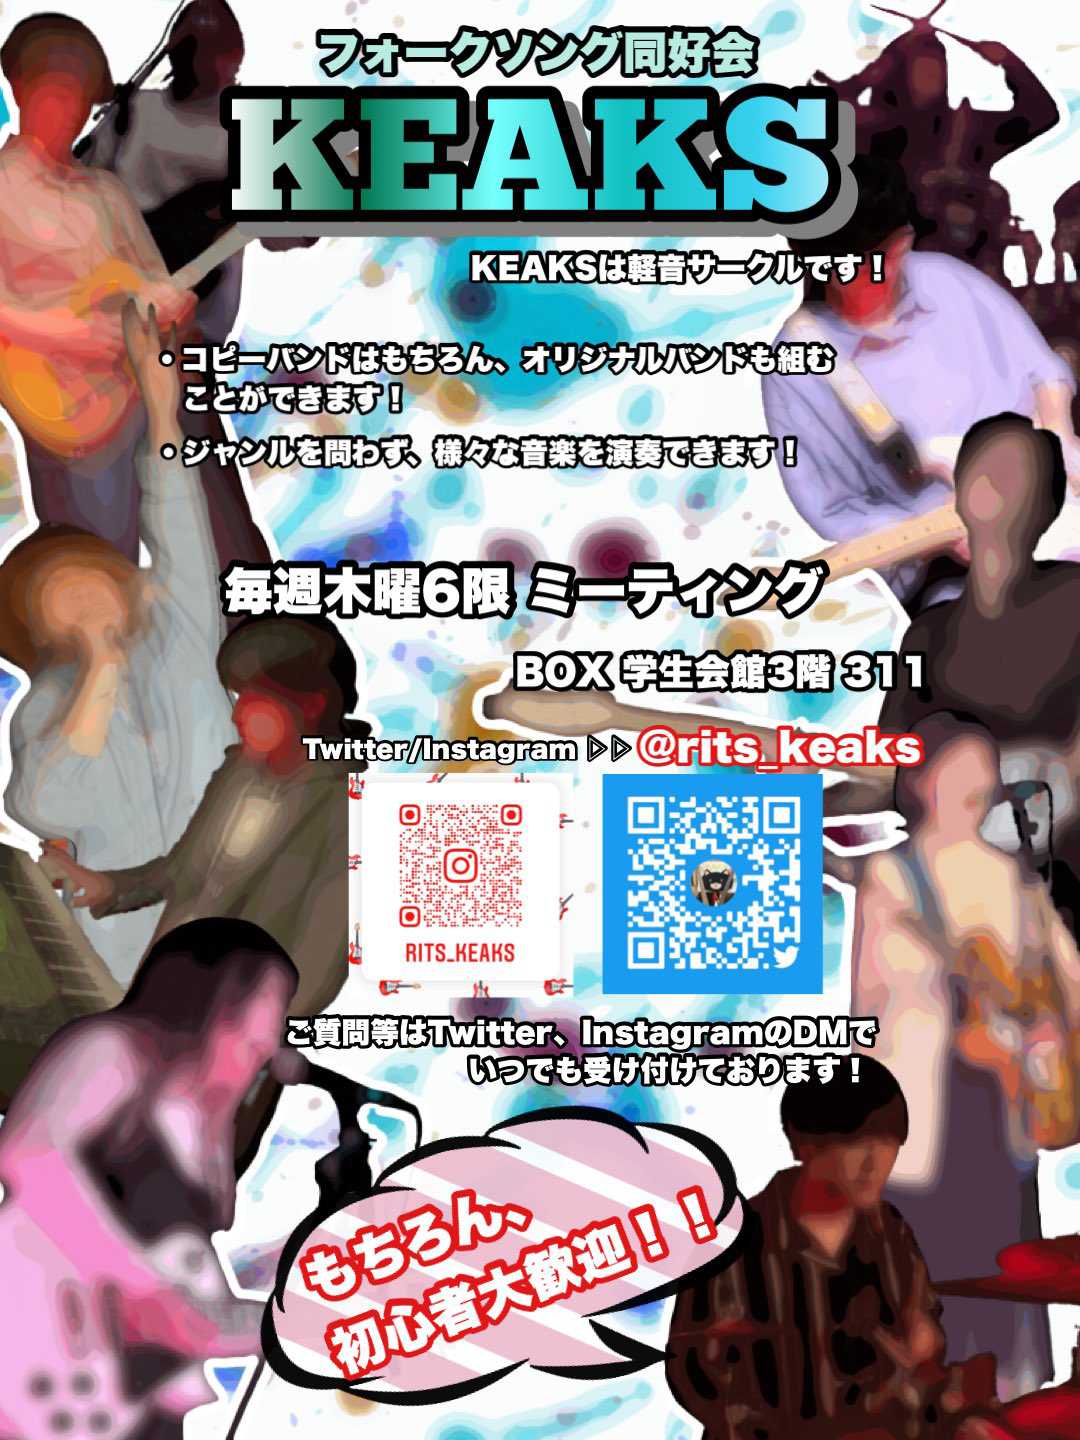 フォークソング同好会
KEAKS
KEAKSは軽音サークルです！
・コピーバンドはもちろん、オリジナルバンドも組む
ことができます！
・ジャンルを問わず、様々な音楽を演奏できます！
毎週木曜6限 ミーティング
BOX 学生会館3階 311
Twitter/Instagram ▷▷ @rits_keaks
RITS_KEAKS
ご質問等はTwitter、InstagramのDMで
いつでも受け付けております！
もちろん、
初心者大歓迎！！